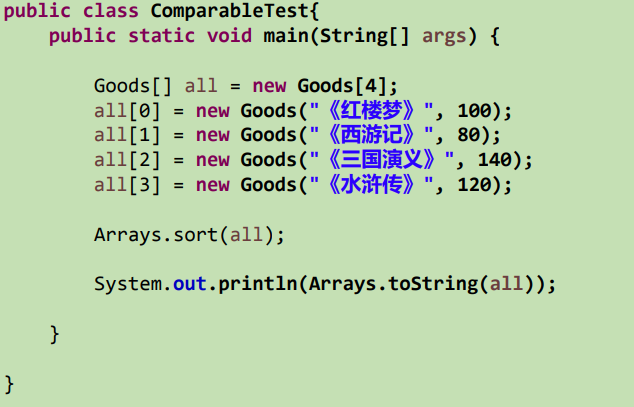 public class ComparableTest{
    public static void main(String[] args) {
        Goods[] all = new Goods[4];
        all[0] = new Goods("《红楼梦》", 100);
        all[1] = new Goods("《西游记》", 80);
        all[2] = new Goods("《三国演义》", 140);
        all[3] = new Goods("《水浒传》", 120);
        Arrays.sort(all);
        System.out.println(Arrays.toString(all));
    }
}